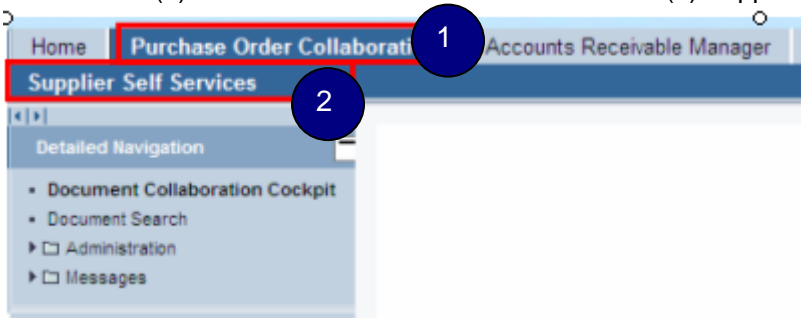 Home Purchase Order Collaborati 1 Accounts Receivable Manager
Supplier Self Services
2
Detailed Navigation
Document Collaboration Cockpit
Document Search
Administration
Messages